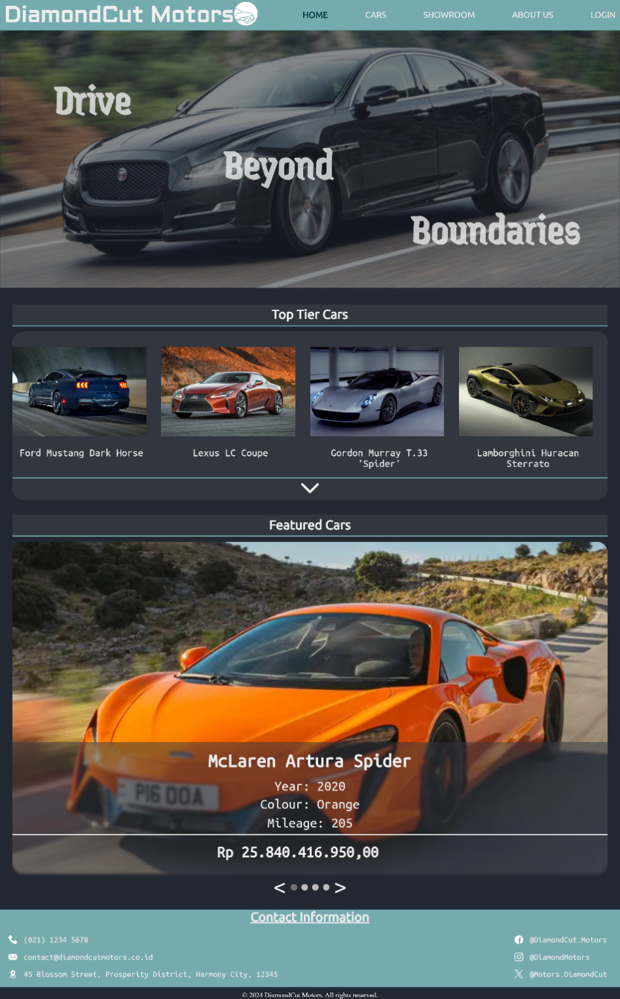 DiamondCut Motors
HOME CARS SHOWROOM ABOUT US LOGIN
Drive
Beyond
Boundaries
Top Tier Cars
Ford Mustang Dark Horse
Lexus LC Coupe
Gordon Murray T.33
'Spider'
Lamborghini Huracan
Sterrato
Featured Cars
McLaren Artura Spider
Year: 2020
Colour: Orange
P16 OOA
Mileage: 205
Rp 25.840.416.950,00
< >
Contact Information
(021) 1234 5678
contact@diamondcutmotors.co.id
45 Blossom Street, Prosperity District, Harmony City, 12345
@DiamondCut.Motors
@DiamondMotors
@Motors.DiamondCut
© 2024 DiamondCut Motors. All rights reserved.